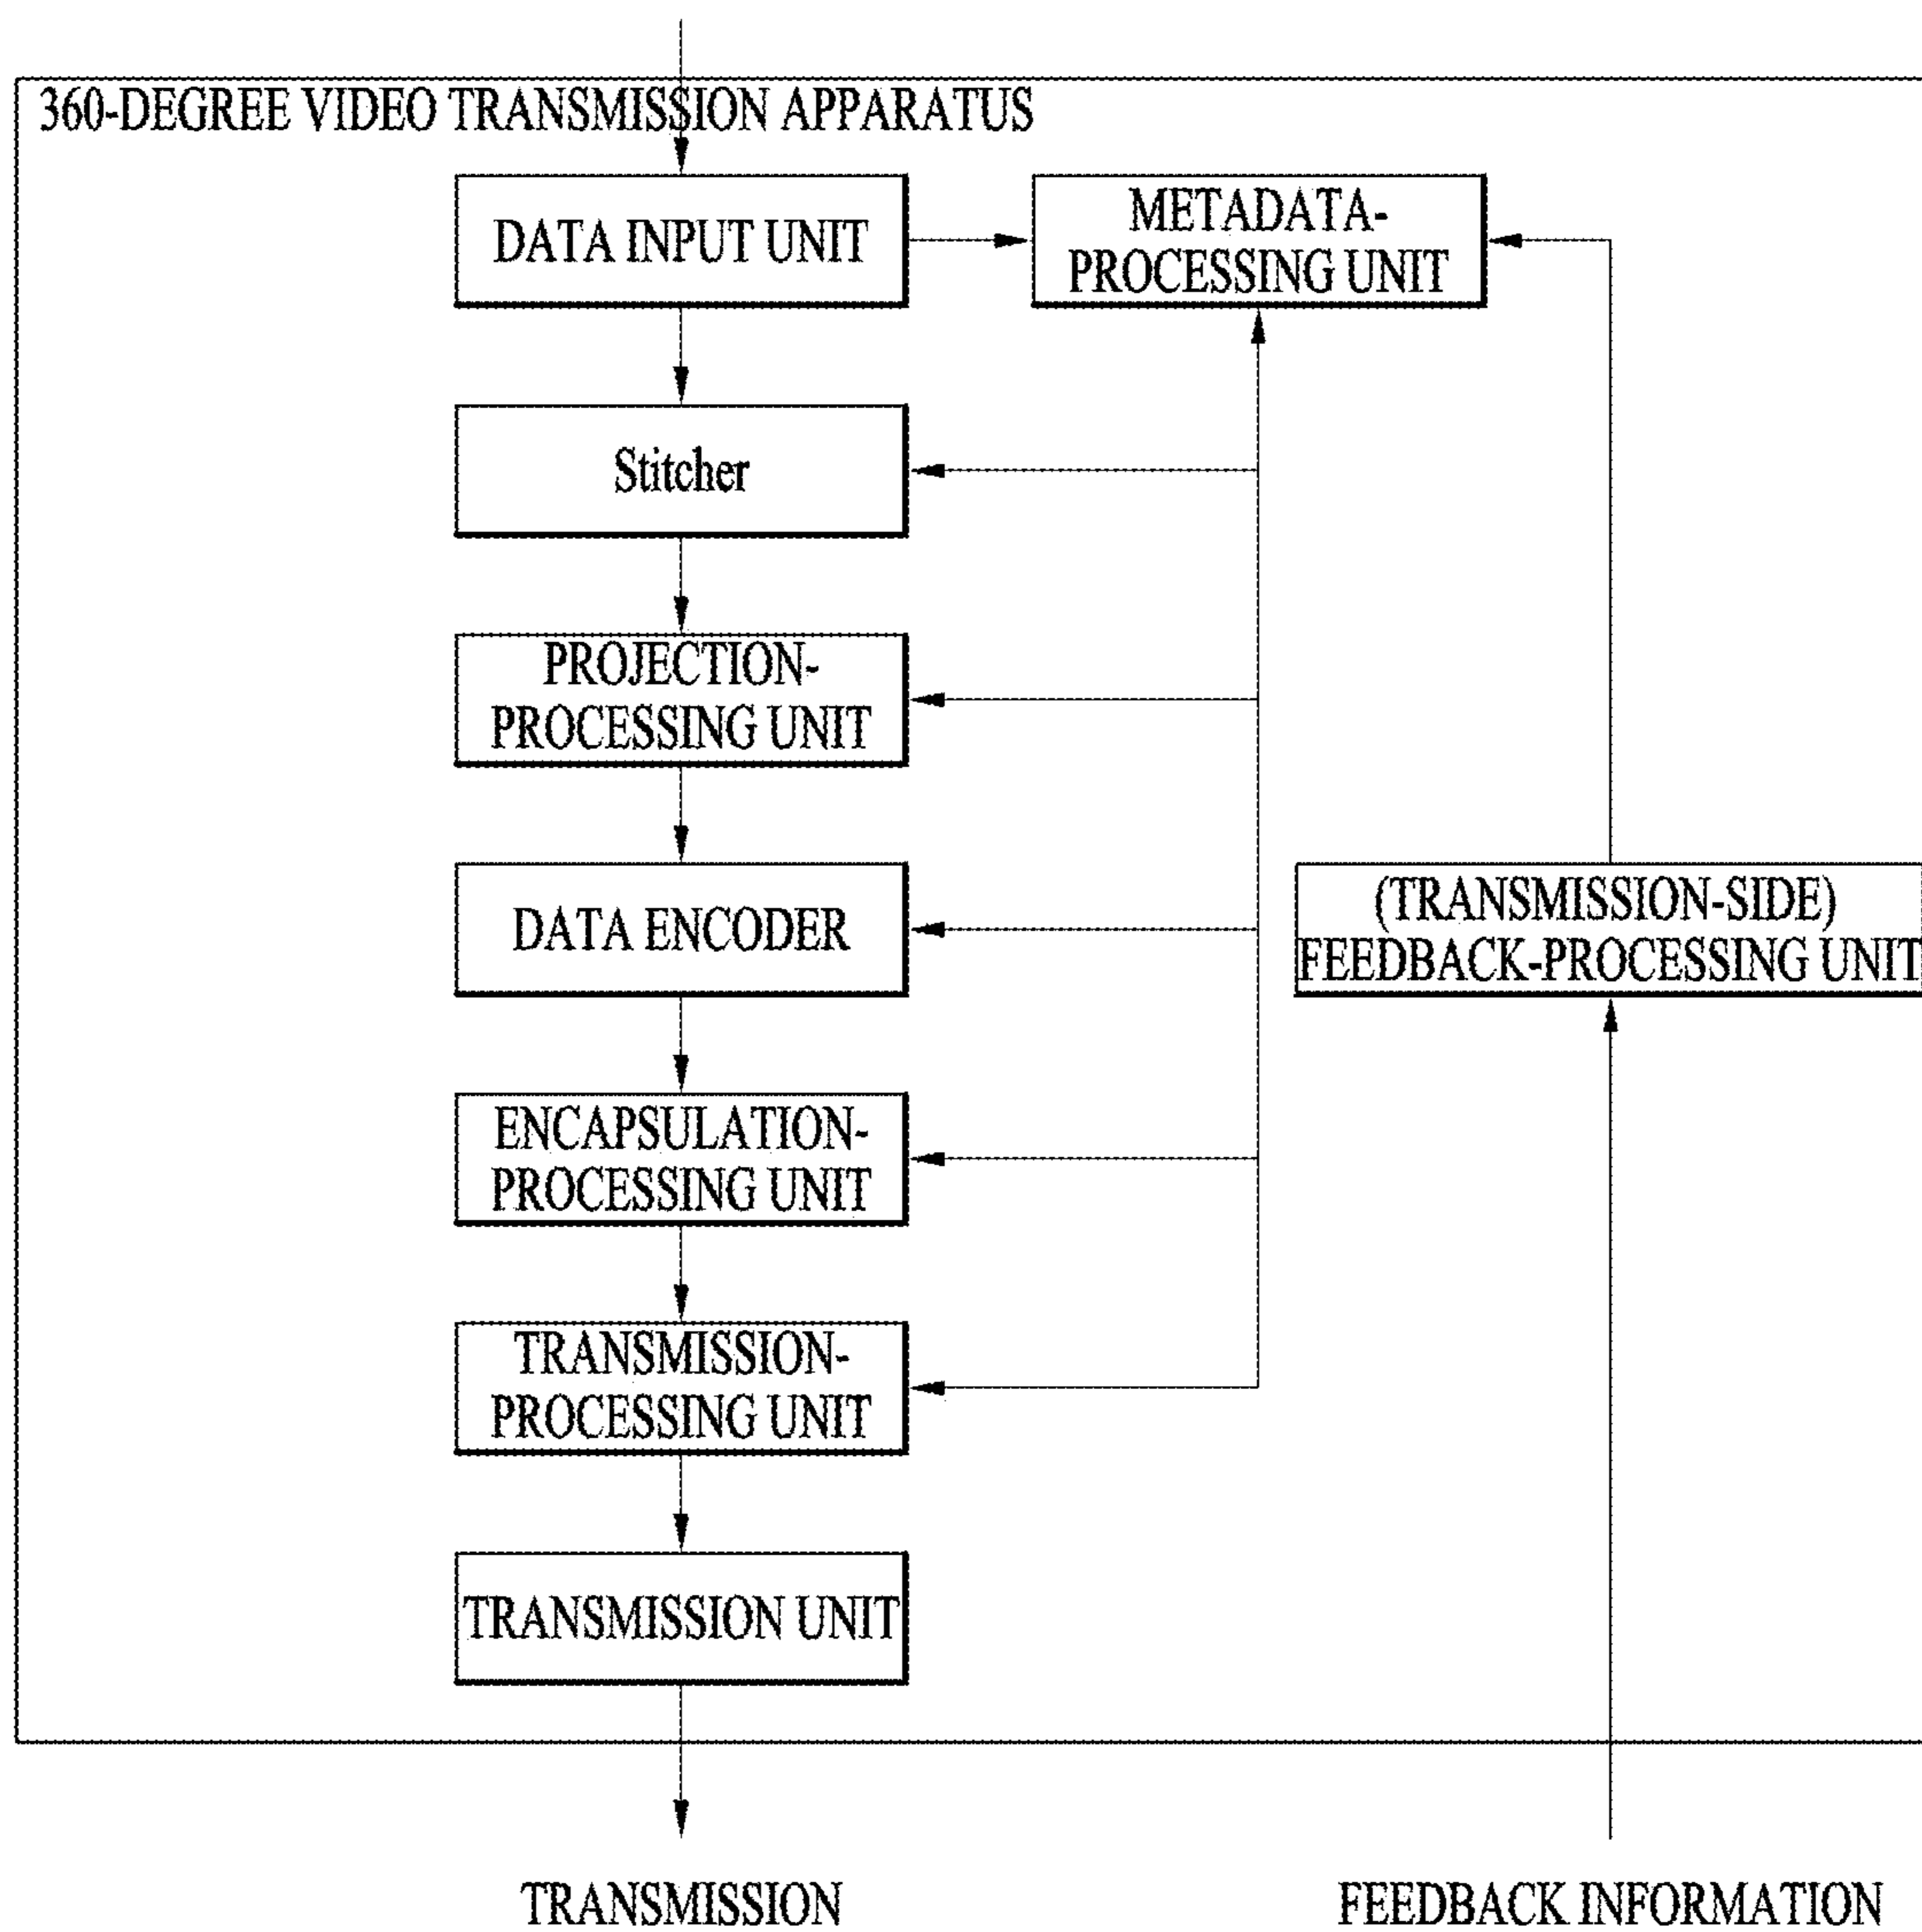 360-DEGREE VIDEO TRANSMISSION APPARATUS
DATA INPUT UNIT
METADATA-
PROCESSING UNIT
Stitcher
PROJECTION-
PROCESSING UNIT
DATA ENCODER
(TRANSMISSION-SIDE)
FEEDBACK-PROCESSING UNIT
ENCAPSULATION-
PROCESSING UNIT
TRANSMISSION-
PROCESSING UNIT
TRANSMISSION UNIT
TRANSMISSION
FEEDBACK INFORMATION